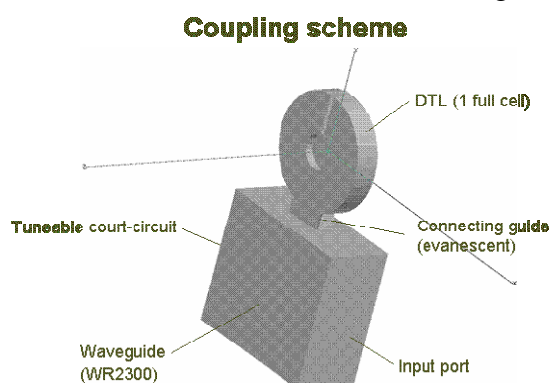 Coupling scheme
DTL (1 full cell)
Tuneable court-circuit
Connecting guide
(evanescent)
Waveguide
(WR2300)
Input port